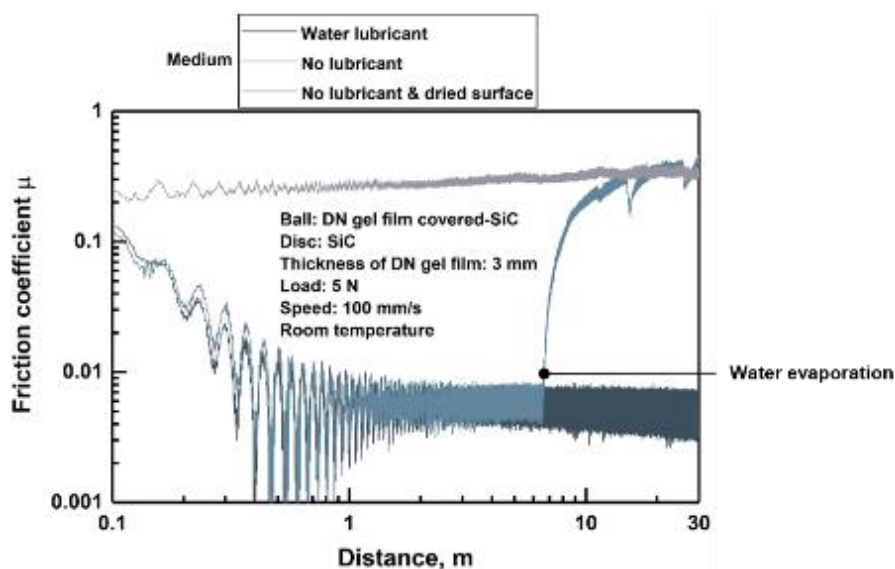 Medium
Water lubricant
No lubricant
No lubricant & dried surface
Friction coefficient μ
1
0.1
0.01
0.001
Ball: DN gel film covered-SiC
Disc: SiC
Thickness of DN gel film: 3 mm
Load: 5 N
Speed: 100 mm/s
Room temperature
Water evaporation
0.1
1
10
30
Distance, m